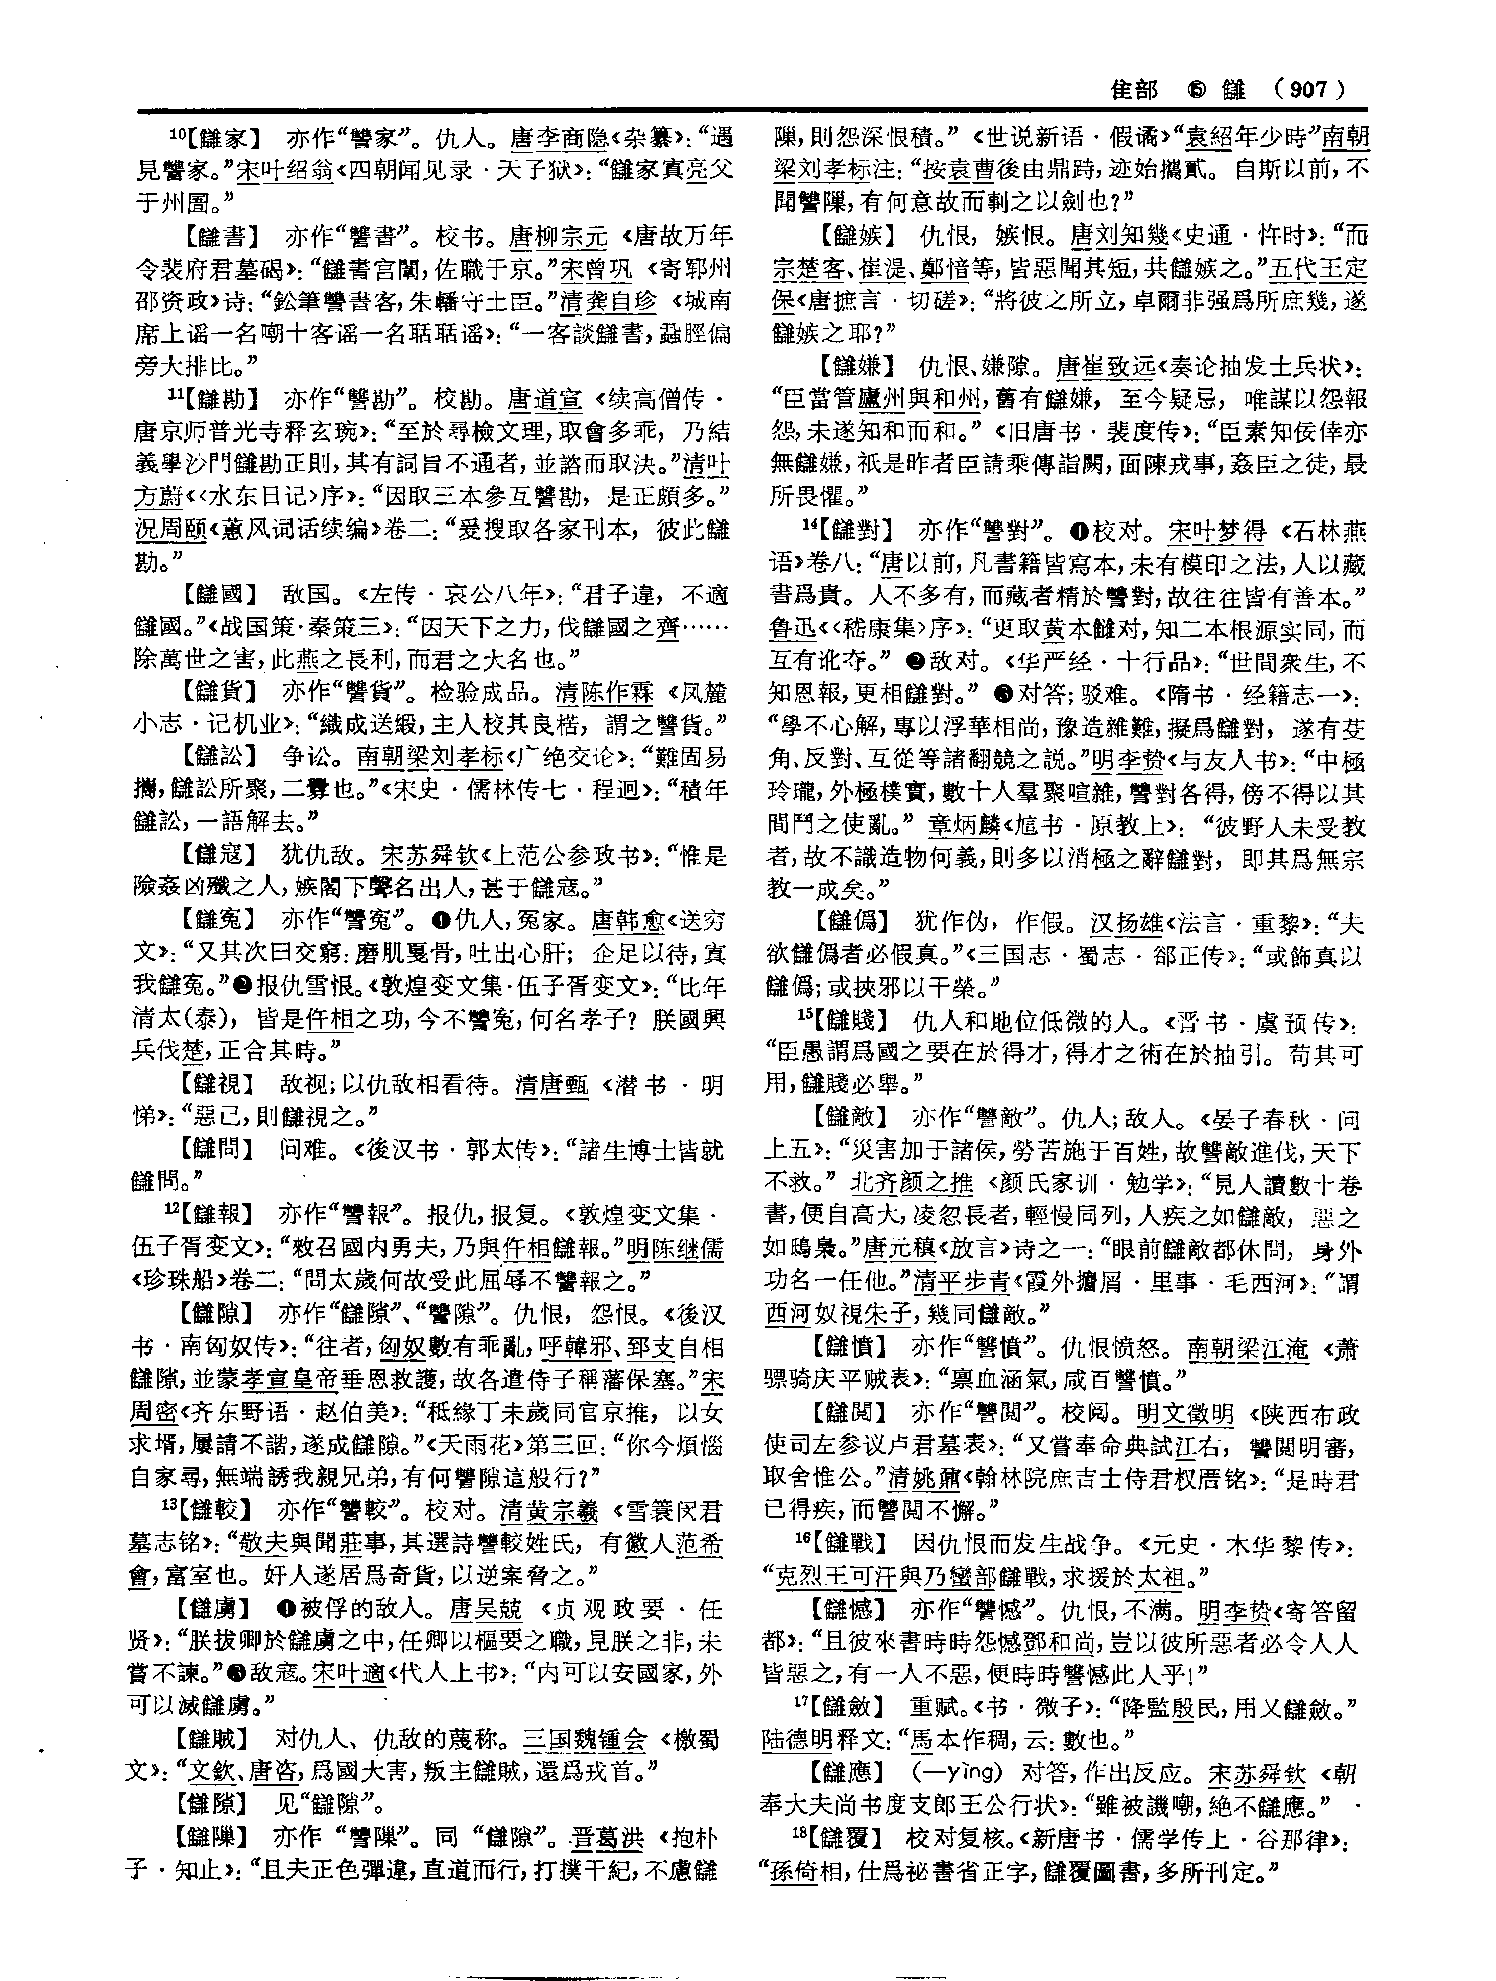 隹部　⑮ 讎　（907）
¹⁰【讎家】　亦作“讐家”。仇人。唐李商隐《杂纂》：“遇
見讐家。”宋叶绍翁《四朝闻见录·天子狱》：“讎家寘亮父
于州圄。”
【讎書】　亦作“讐書”。校书。唐柳宗元《唐故万年
令裴府君墓碣》：“讎書宫闈，佐職于京。”宋曾巩《寄郓州
邵资政》诗：“鉛筆讐書客，朱轓守土臣。”清龚自珍《城南
席上谣一名嘲十客谣一名聒聒谣》：“一客談讎書，蝨脛偏
旁大排比。”
¹¹【讎勘】　亦作“讐勘”。校勘。唐道宣《续高僧传·
唐京师普光寺释玄琬》：“至於尋檢文理，取會多乖，乃結
義學沙門讎勘正則，其有詞旨不通者，並諮而取決。”清叶
方蔚《〈水东日记〉序》：“因取三本參互讐勘，是正頗多。”
况周颐《蕙风词话续编》卷二：“爰搜取各家刊本，彼此讎
勘。”
【讎國】　敌国。《左传·哀公八年》：“君子違，不適
讎國。”《战国策·秦策三》：“因天下之力，伐讎國之齊……
除萬世之害，此燕之長利，而君之大名也。”
【讎貨】　亦作“讐貨”。检验成品。清陈作霖《凤麓
小志·记机业》：“織成送緞，主人校其良楛，謂之讐貨。”
【讎訟】　争讼。南朝梁刘孝标《广绝交论》：“難固易
攜，讎訟所聚，二釁也。”《宋史·儒林传七·程迥》：“積年
讎訟，一語解去。”
【讎寇】　犹仇敌。宋苏舜钦《上范公参政书》：“惟是
險姦凶殲之人，嫉閣下聲名出人，甚于讎寇。”
【讎寃】　亦作“讐寃”。❶仇人，冤家。唐韩愈《送穷
文》：“又其次曰交窮：磨肌戛骨，吐出心肝；企足以待，寘
我讎寃。”❷报仇雪恨。《敦煌变文集·伍子胥变文》：“比年
清太（泰），皆是仵相之功，今不讐寃，何名孝子？朕國興
兵伐楚，正合其時。”
【讎視】　敌视；以仇敌相看待。清唐甄《潜书·明
悌》：“惡已，則讎視之。”
【讎問】　问难。《後汉书·郭太传》：“諸生博士皆就
讎問。”
¹²【讎報】　亦作“讐報”。报仇，报复。《敦煌变文集·
伍子胥变文》：“敕召國内勇夫，乃與仵相讎報。”明陈继儒
《珍珠船》卷二：“問太歲何故受此屈辱不讐報之。”
【讎隙】　亦作“讎隟”、“讐隙”。仇恨，怨恨。《後汉
书·南匈奴传》：“往者，匈奴數有乖亂，呼韓邪、郅支自相
讎隙，並蒙孝宣皇帝垂恩救護，故各遣侍子稱藩保塞。”宋
周密《齐东野语·赵伯美》：“秖緣丁未歲同官京推，以女
求壻，屢請不諧，遂成讎隙。”《天雨花》第三回：“你今煩惱
自家尋，無端誘我親兄弟，有何讐隙這般行？”
¹³【讎較】　亦作“讐較”。校对。清黄宗羲《雪蓑闵君
墓志铭》：“敬夫與聞莊事，其選詩讐較姓氏，有徽人范希
會，富室也。奸人遂居爲奇貨，以逆案脅之。”
【讎虜】　❶被俘的敌人。唐吴兢《贞观政要·任
贤》：“朕拔卿於讎虜之中，任卿以樞要之職，見朕之非，未
嘗不諫。”❷敌寇。宋叶適《代人上书》：“内可以安國家，外
可以滅讎虜。”
【讎賊】　对仇人、仇敌的蔑称。三国魏锺会《檄蜀
文》：“文欽、唐咨，爲國大害，叛主讎賊，還爲戎首。”
【讎隟】　见“讎隙”。
【讎隟】　亦作“讐隟”。同“讎隙”。晋葛洪《抱朴
子·知止》：“且夫正色彈違，直道而行，打撲干紀，不慮讎
隟，則怨深恨積。”《世说新语·假谲》“袁紹年少時”南朝
梁刘孝标注：“按袁曹後由鼎跱，迹始攜貳。自斯以前，不
聞讐隟，有何意故而剚之以劍也？”
【讎嫉】　仇恨，嫉恨。唐刘知幾《史通·忤时》：“而
宗楚客、崔湜、鄭愔等，皆惡聞其短，共讎嫉之。”五代王定
保《唐摭言·切磋》：“將彼之所立，卓爾非强爲所庶幾，遂
讎嫉之耶？”
【讎嫌】　仇恨、嫌隙。唐崔致远《奏论抽发士兵状》：
“臣當管廬州與和州，舊有讎嫌，至今疑忌，唯謀以怨報
怨，未遂知和而和。”《旧唐书·裴度传》：“臣素知佞倖亦
無讎嫌，祇是昨者臣請乘傳詣闕，面陳戎事，姦臣之徒，最
所畏懼。”
¹⁴【讎對】　亦作“讐對”。❶校对。宋叶梦得《石林燕
语》卷八：“唐以前，凡書籍皆寫本，未有模印之法，人以藏
書爲貴。人不多有，而藏者精於讐對，故往往皆有善本。”
鲁迅《〈嵇康集〉序》：“更取黄本讎对，知二本根源实同，而
互有讹夺。”❷敌对。《华严经·十行品》：“世間衆生，不
知恩報，更相讎對。”❸对答；驳难。《隋书·经籍志一》：
“學不心解，專以浮華相尚，豫造雜難，擬爲讎對，遂有芟
角、反對、互從等諸翻競之説。”明李贽《与友人书》：“中極
玲瓏，外極樸實，數十人羣聚喧雜，讐對各得，傍不得以其
間鬥之使亂。”章炳麟《訄书·原教上》：“彼野人未受教
者，故不識造物何義，則多以消極之辭讎對，即其爲無宗
教一成矣。”
【讎僞】　犹作伪，作假。汉扬雄《法言·重黎》：“夫
欲讎僞者必假真。”《三国志·蜀志·郤正传》：“或飾真以
讎僞；或挾邪以干榮。”
¹⁵【讎賤】　仇人和地位低微的人。《晋书·虞预传》：
“臣愚謂爲國之要在於得才，得才之術在於抽引。苟其可
用，讎賤必舉。”
【讎敵】　亦作“讐敵”。仇人；敌人。《晏子春秋·问
上五》：“災害加于諸侯，勞苦施于百姓，故讐敵進伐，天下
不救。”北齐颜之推《颜氏家训·勉学》：“見人讀數十卷
書，便自高大，凌忽長者，輕慢同列，人疾之如讎敵，惡之
如鴟梟。”唐元稹《放言》诗之一：“眼前讎敵都休問，身外
功名一任他。”清平步青《霞外攟屑·里事·毛西河》：“謂
西河奴視朱子，幾同讎敵。”
【讎憤】　亦作“讐憤”。仇恨愤怒。南朝梁江淹《萧
骠骑庆平贼表》：“禀血涵氣，咸百讐憤。”
【讎閲】　亦作“讐閲”。校阅。明文徵明《陕西布政
使司左参议卢君墓表》：“又嘗奉命典試江右，讐閲明審，
取舍惟公。”清姚鼐《翰林院庶吉士侍君权厝铭》：“是時君
已得疾，而讐閲不懈。”
¹⁶【讎戰】　因仇恨而发生战争。《元史·木华黎传》：
“克烈王可汗與乃蠻部讎戰，求援於太祖。”
【讎憾】　亦作“讐憾”。仇恨，不满。明李贽《寄答留
都》：“且彼來書時時怨憾鄧和尚，豈以彼所惡者必令人人
皆惡之，有一人不惡，便時時讐憾此人乎！”
¹⁷【讎斂】　重赋。《书·微子》：“降監殷民，用乂讎斂。”
陆德明释文：“馬本作稠，云：數也。”
【讎應】　（—yìng）对答，作出反应。宋苏舜钦《朝
奉大夫尚书度支郎王公行状》：“雖被譏嘲，絶不讎應。”
¹⁸【讎覆】　校对复核。《新唐书·儒学传上·谷那律》：
“孫倚相，仕爲祕書省正字，讎覆圖書，多所刊定。”